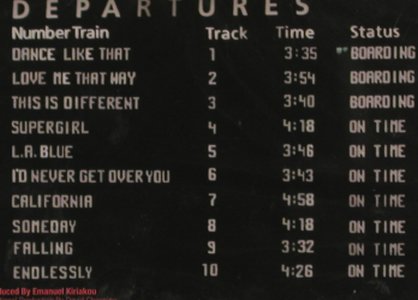 DEPARTURES
Number Train Track Time Status
DANCE LIKE THAT 1 3:35 BOARDING
LOVE ME THAT WAY 2 3:54 BOARDING
THIS IS DIFFERENT 3 3:40 BOARDING
SUPERGIRL 4 4:18 ON TIME
L.A. BLUE 5 3:46 ON TIME
I'D NEVER GET OVER YOU 6 3:43 ON TIME
CALIFORNIA 7 4:58 ON TIME
SOMEDAY 8 4:18 ON TIME
FALLING 9 3:32 ON TIME
ENDLESSLY 10 4:26 ON TIME
duced By Emanuel Kiriakou